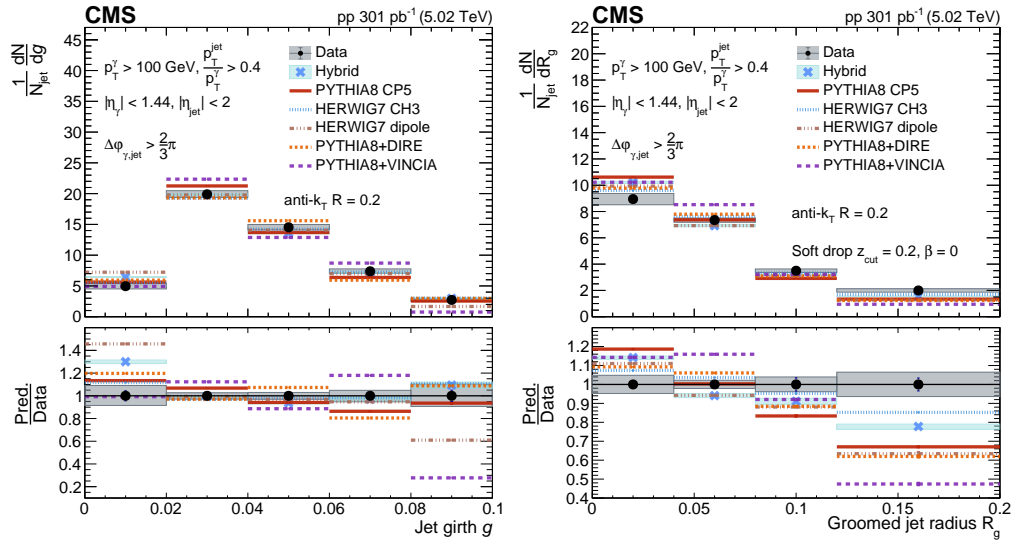 CMS pp 301 pb⁻¹ (5.02 TeV)
1/N_jet dN/dg
45
40
35
30
25
20
15
10
5
0
p_T^γ > 100 GeV, p_T^jet/p_T^γ > 0.4
|η_γ| < 1.44, |η_jet| < 2
Δφ_γ,jet > 2/3 π
Data
Hybrid
PYTHIA8 CP5
HERWIG7 CH3
HERWIG7 dipole
PYTHIA8+DIRE
PYTHIA8+VINCIA
anti-k_T R = 0.2
Pred./Data
1.4
1.2
1
0.8
0.6
0.4
0.2
0 0.02 0.04 0.06 0.08 0.1
Jet girth g
CMS pp 301 pb⁻¹ (5.02 TeV)
1/N_jet dN/dR_g
20
18
16
14
12
10
8
6
4
2
0
p_T^γ > 100 GeV, p_T^jet/p_T^γ > 0.4
|η_γ| < 1.44, |η_jet| < 2
Δφ_γ,jet > 2/3 π
Data
Hybrid
PYTHIA8 CP5
HERWIG7 CH3
HERWIG7 dipole
PYTHIA8+DIRE
PYTHIA8+VINCIA
anti-k_T R = 0.2
Soft drop z_cut = 0.2, β = 0
Pred./Data
1.2
1.1
1
0.9
0.8
0.7
0.6
0.5
0.4
0 0.05 0.1 0.15 0.2
Groomed jet radius R_g